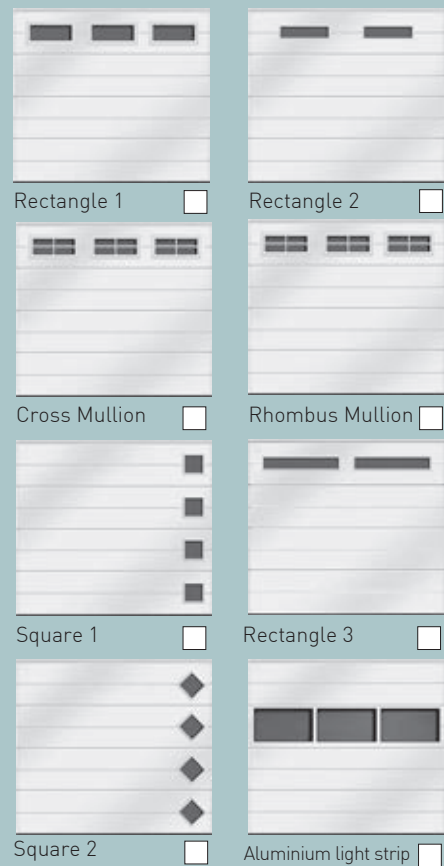 Rectangle 1
Rectangle 2
Cross Mullion
Rhombus Mullion
Square 1
Rectangle 3
Square 2
Aluminium light strip